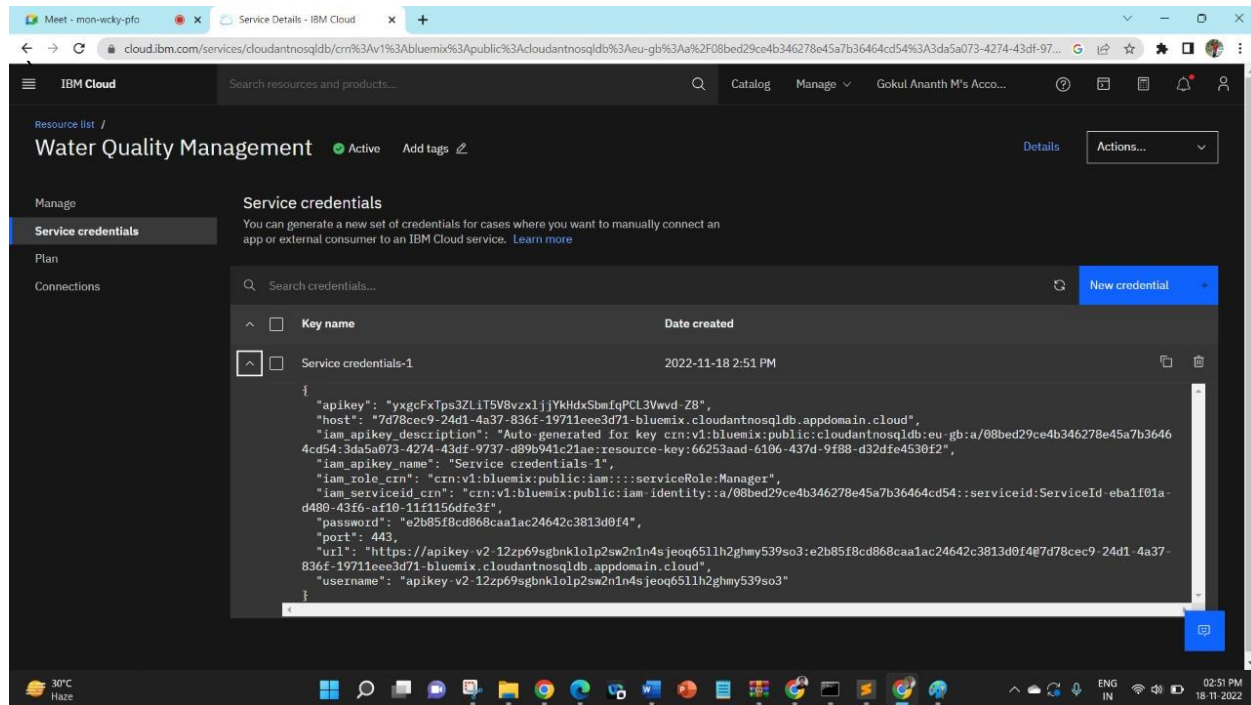 Meet - mon-wcky-pfo
Service Details - IBM Cloud
cloud.ibm.com/services/cloudantnosqldb/crn%3Av1%3Abluemix%3Apublic%3Acloudantnosqldb%3Aeu-gb%3Aa%2F08bed29ce4b346278e45a7b36464cd54%3A3da5a073-4274-43df-97...
IBM Cloud
Search resources and products...
Catalog
Manage
Gokul Ananth M's Acco...
Resource list /
Water Quality Management
Active
Add tags
Details
Actions...
Manage
Service credentials
Plan
Connections
Service credentials
You can generate a new set of credentials for cases where you want to manually connect an
app or external consumer to an IBM Cloud service. Learn more
Search credentials...
New credential +
Key name
Date created
Service credentials-1
2022-11-18 2:51 PM
{
"apikey": "yxgcFxTps3ZLiT5V8vzxljjYkHdxSbmfqPCL3Vwvd-Z8",
"host": "7d78cec9-24d1-4a37-836f-19711eee3d71-bluemix.cloudantnosqldb.appdomain.cloud",
"iam_apikey_description": "Auto-generated for key crn:v1:bluemix:public:cloudantnosqldb:eu-gb:a/08bed29ce4b346278e45a7b3646
4cd54:3da5a073-4274-43df-9737-d89b941c21ae:resource-key:66253aad-6106-437d-9f88-d32dfe4530f2",
"iam_apikey_name": "Service credentials-1",
"iam_role_crn": "crn:v1:bluemix:public:iam::::serviceRole:Manager",
"iam_serviceid_crn": "crn:v1:bluemix:public:iam-identity::a/08bed29ce4b346278e45a7b36464cd54::serviceid:ServiceId-eba1f01a-
d480-43f6-af10-11f1156dfe3f",
"password": "e2b85f8cd868caa1ac24642c3813d0f4",
"port": 443,
"url": "https://apikey-v2-12zp69sgbnklolp2sw2n1n4sjeoq65llh2ghmy539so3:e2b85f8cd868caa1ac24642c3813d0f4@7d78cec9-24d1-4a37-
836f-19711eee3d71-bluemix.cloudantnosqldb.appdomain.cloud",
"username": "apikey-v2-12zp69sgbnklolp2sw2n1n4sjeoq65llh2ghmy539so3"
}
30°C
Haze
ENG
IN
02:51 PM
18-11-2022